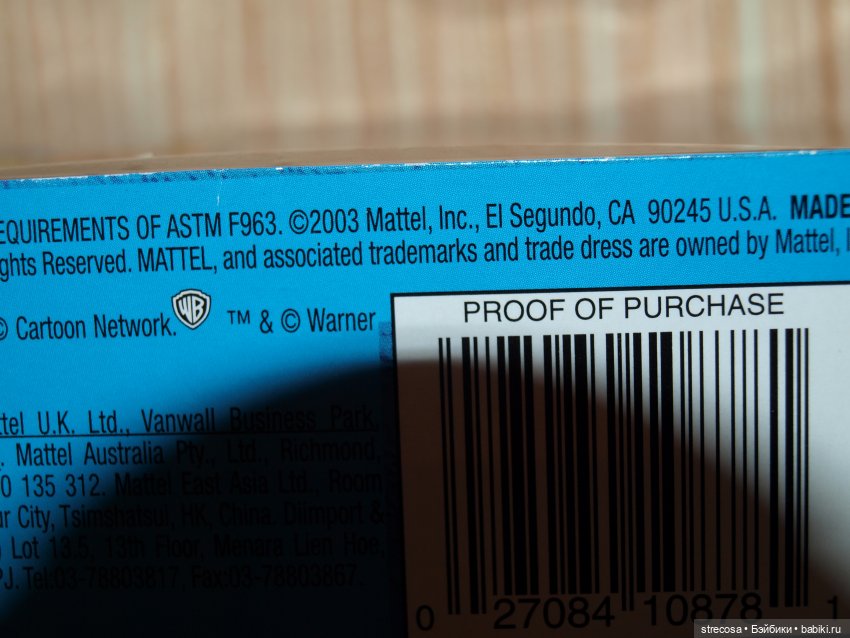 EQUIREMENTS OF ASTM F963. ©2003 Mattel, Inc., El Segundo, CA 90245 U.S.A. MADE
ghts Reserved. MATTEL, and associated trademarks and trade dress are owned by Mattel, I
© Cartoon Network. WB ™ & © Warner
PROOF OF PURCHASE
ttel U.K. Ltd., Vanwall Business Park,
. Mattel Australia Pty., Ltd., Richmond,
0 135 312. Mattel East Asia Ltd., Room
ur City, Tsimshatsui, HK, China. Diimport &
Lot 13.5, 13th Floor, Menara Lien Hoe,
PJ. Tel:03-78803817, Fax:03-78803867.
0 27084 10878 1
strecosa • Бэйбики • babiki.ru